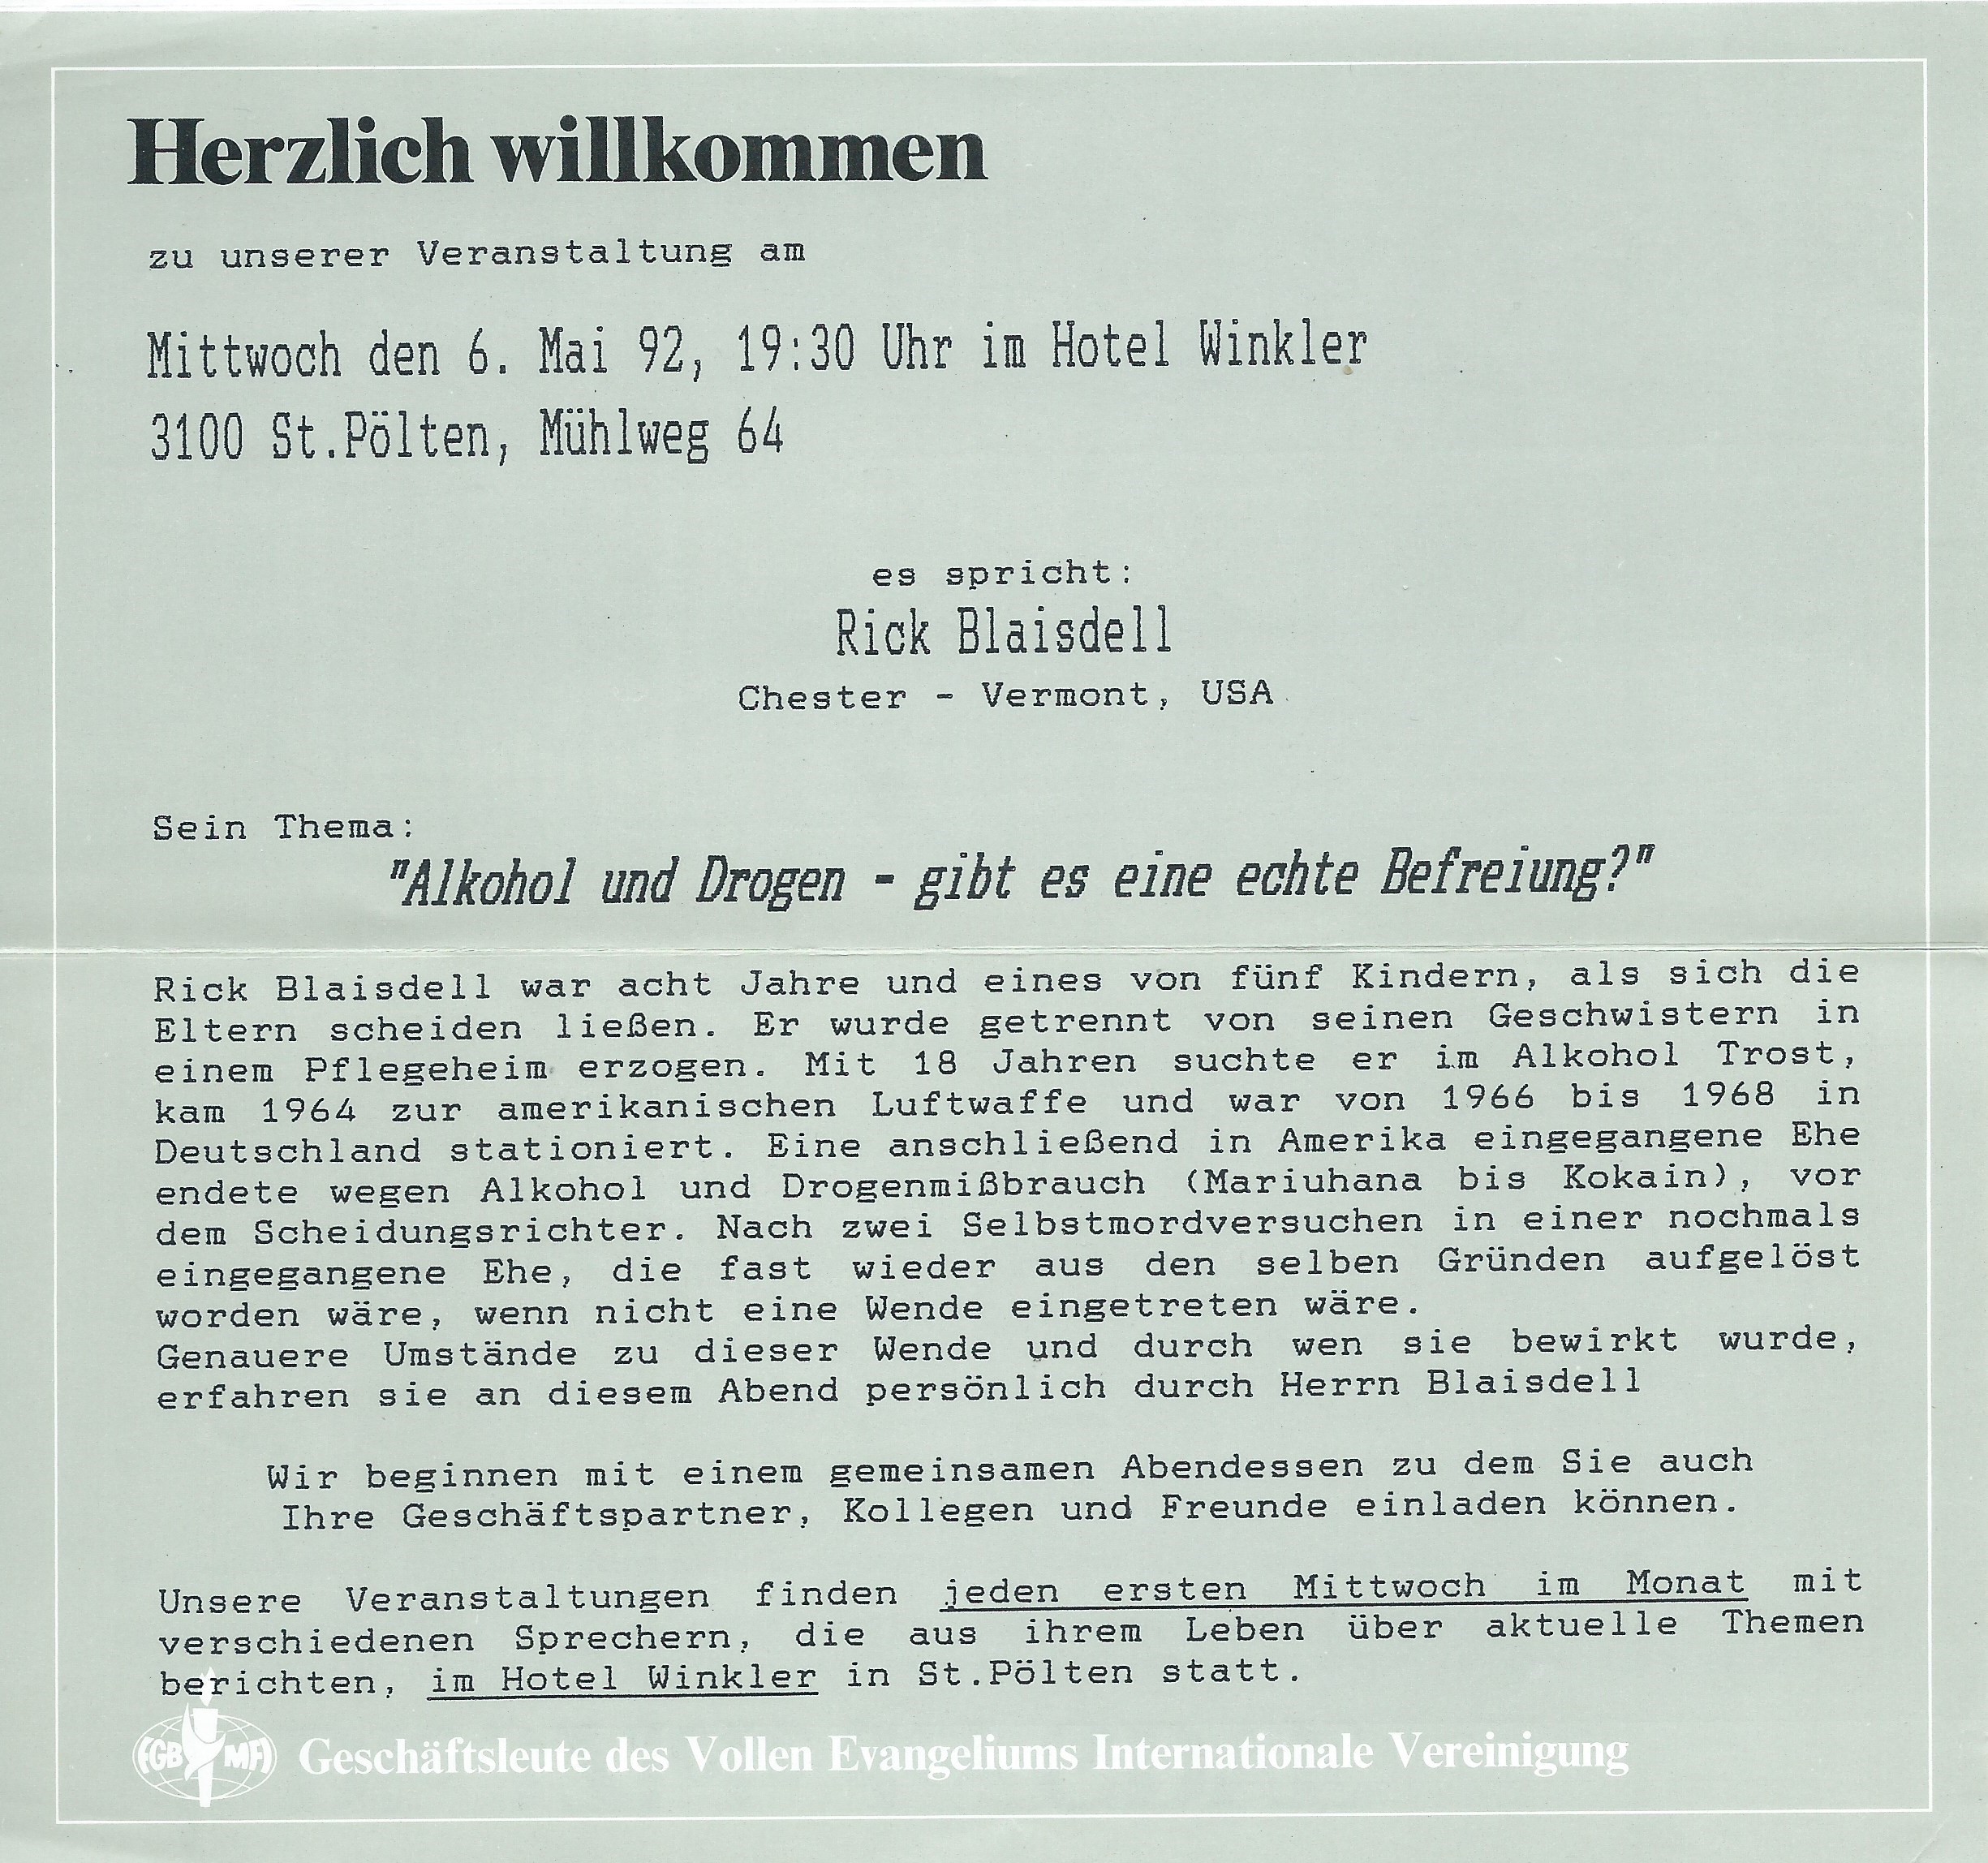 Herzlich willkommen
zu unserer Veranstaltung am
Mittwoch den 6. Mai 92, 19:30 Uhr im Hotel Winkler
3100 St.Pölten, Mühlweg 64
es spricht:
Rick Blaisdell
Chester - Vermont, USA
Sein Thema:
"Alkohol und Drogen - gibt es eine echte Befreiung?"
Rick Blaisdell war acht Jahre und eines von fünf Kindern, als sich die
Eltern scheiden ließen. Er wurde getrennt von seinen Geschwistern in
einem Pflegeheim erzogen. Mit 18 Jahren suchte er im Alkohol Trost,
kam 1964 zur amerikanischen Luftwaffe und war von 1966 bis 1968 in
Deutschland stationiert. Eine anschließend in Amerika eingegangene Ehe
endete wegen Alkohol und Drogenmißbrauch (Mariuhana bis Kokain), vor
dem Scheidungsrichter. Nach zwei Selbstmordversuchen in einer nochmals
eingegangene Ehe, die fast wieder aus den selben Gründen aufgelöst
worden wäre, wenn nicht eine Wende eingetreten wäre.
Genauere Umstände zu dieser Wende und durch wen sie bewirkt wurde,
erfahren sie an diesem Abend persönlich durch Herrn Blaisdell
Wir beginnen mit einem gemeinsamen Abendessen zu dem Sie auch
Ihre Geschäftspartner, Kollegen und Freunde einladen können.
Unsere Veranstaltungen finden jeden ersten Mittwoch im Monat mit
verschiedenen Sprechern, die aus ihrem Leben über aktuelle Themen
berichten, im Hotel Winkler in St.Pölten statt.
FGB MFI Geschäftsleute des Vollen Evangeliums Internationale Vereinigung